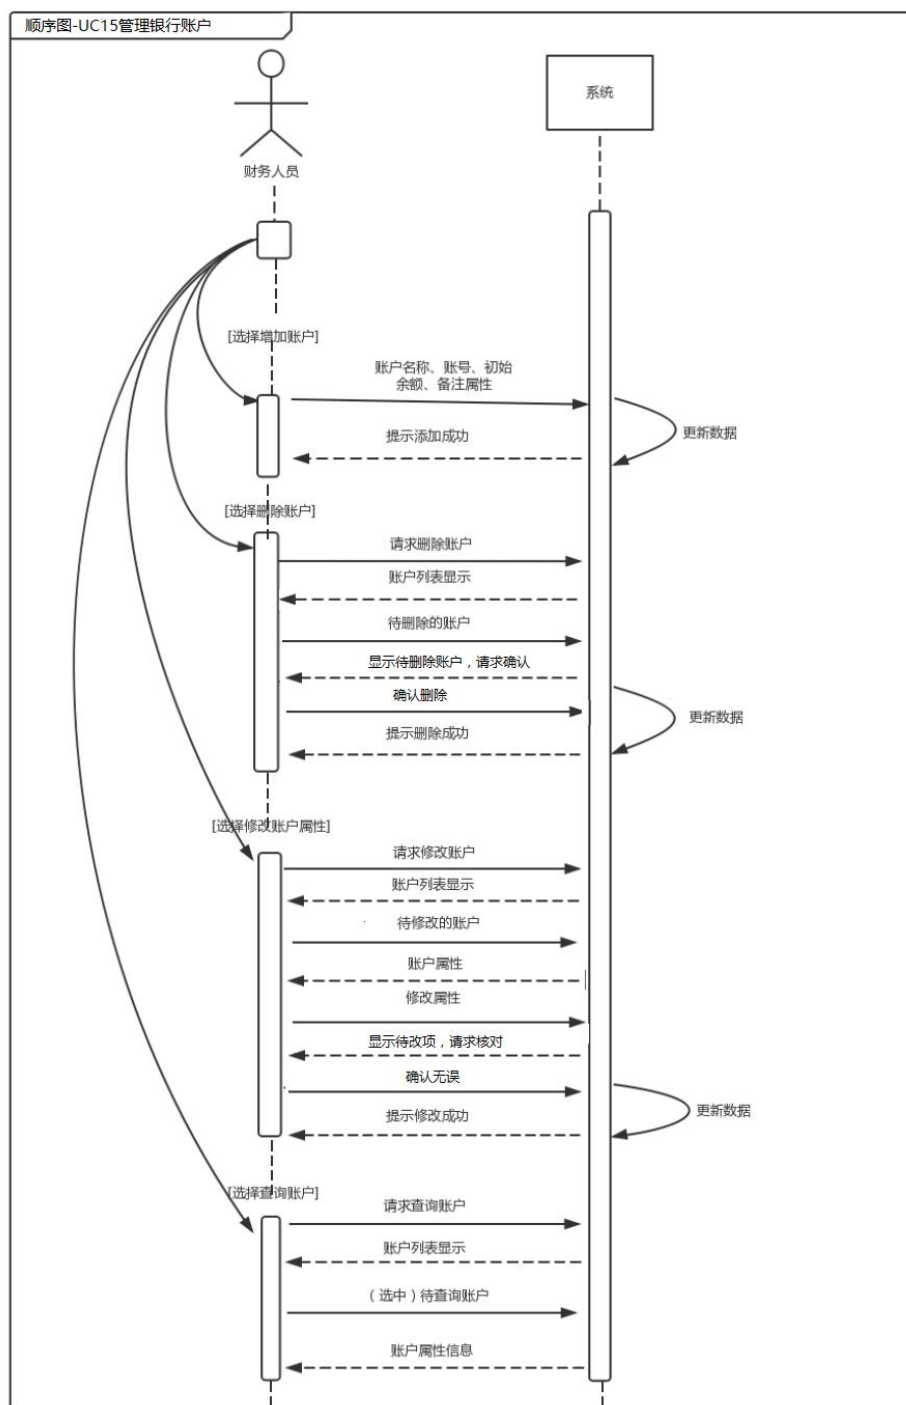 顺序图-UC15管理银行账户
系统
财务人员
[选择增加账户]
账户名称、账号、初始
余额、备注属性
更新数据
提示添加成功
[选择删除账户]
请求删除账户
账户列表显示
待删除的账户
显示待删除账户，请求确认
确认删除
更新数据
提示删除成功
[选择修改账户属性]
请求修改账户
账户列表显示
待修改的账户
账户属性
修改属性
显示待改项，请求核对
确认无误
更新数据
提示修改成功
[选择查询账户]
请求查询账户
账户列表显示
（选中）待查询账户
账户属性信息